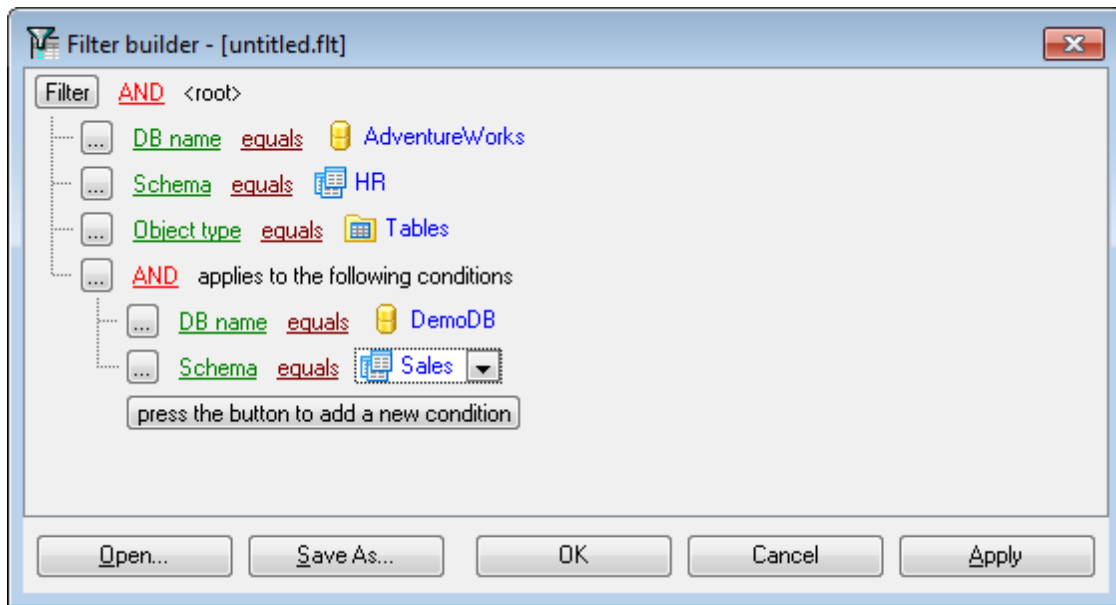 Filter builder - [untitled.flt]
Filter AND <root>
... DB name equals AdventureWorks
... Schema equals HR
... Object type equals Tables
... AND applies to the following conditions
... DB name equals DemoDB
... Schema equals Sales
press the button to add a new condition
Open... Save As... OK Cancel Apply